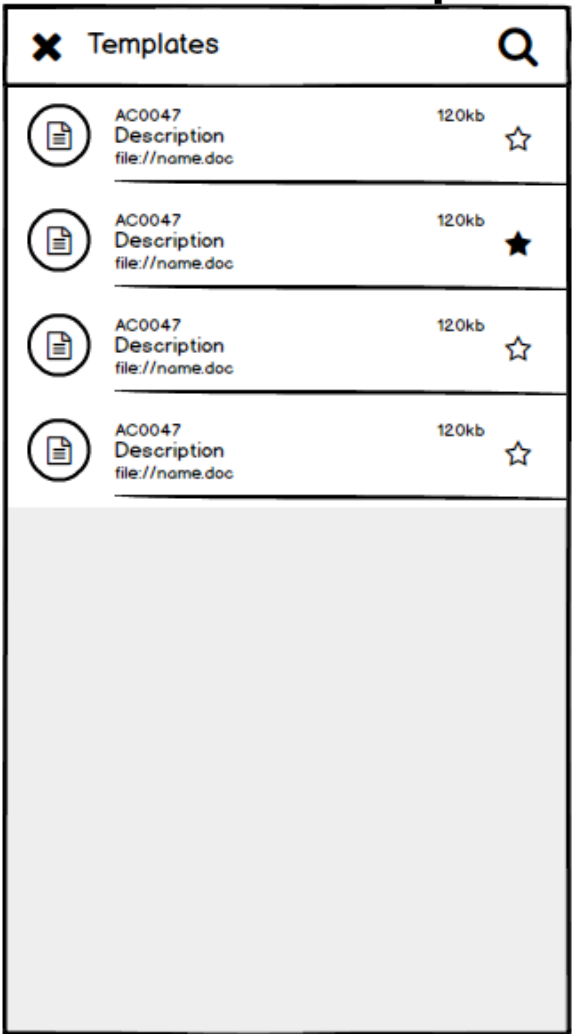 Templates
AC0047 120kb
Description
file://name.doc
AC0047 120kb
Description
file://name.doc
AC0047 120kb
Description
file://name.doc
AC0047 120kb
Description
file://name.doc